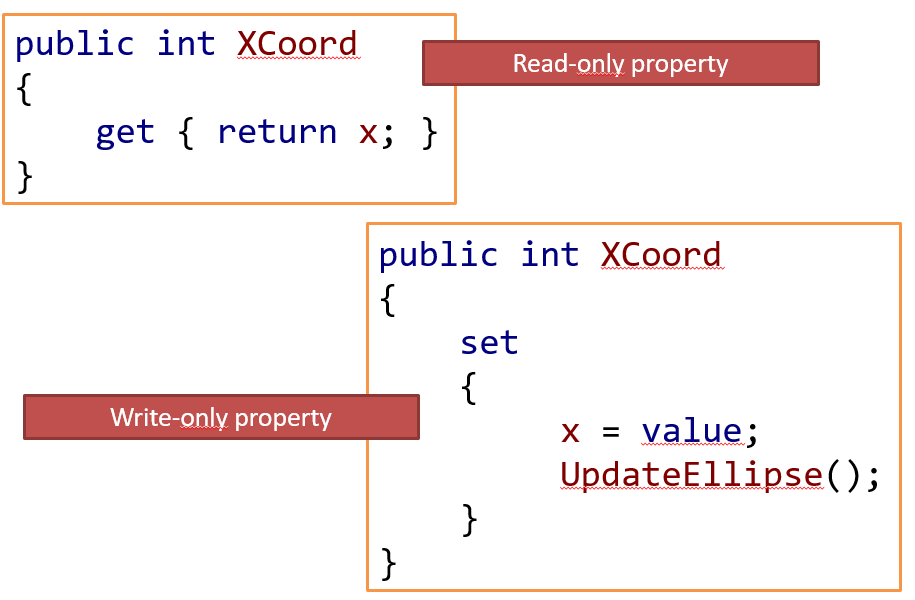 public int XCoord
Read-only property
{
get { return x; }
}
public int XCoord
{
set
{
Write-only property
x = value;
UpdateEllipse();
}
}